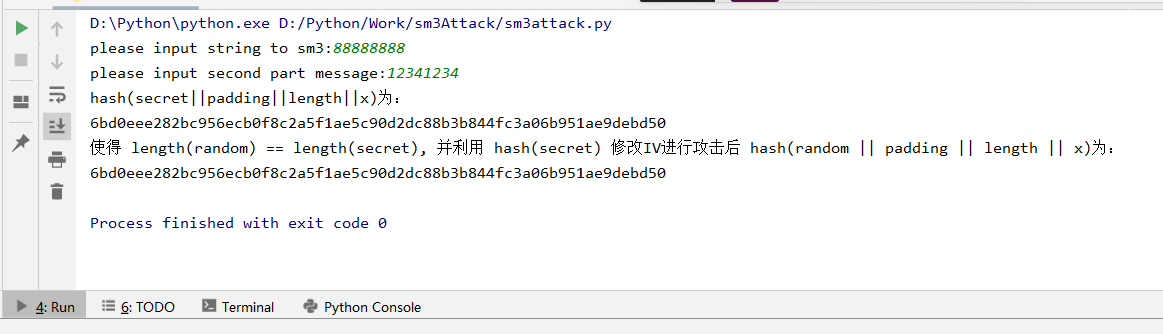 D:\Python\python.exe D:/Python/Work/sm3Attack/sm3attack.py
please input string to sm3:88888888
please input second part message:12341234
hash(secret||padding||length||x)为：
6bd0eee282bc956ecb0f8c2a5f1ae5c90d2dc88b3b844fc3a06b951ae9debd50
使得 length(random) == length(secret), 并利用 hash(secret) 修改IV进行攻击后 hash(random || padding || length || x)为：
6bd0eee282bc956ecb0f8c2a5f1ae5c90d2dc88b3b844fc3a06b951ae9debd50
Process finished with exit code 0
4: Run 6: TODO Terminal Python Console